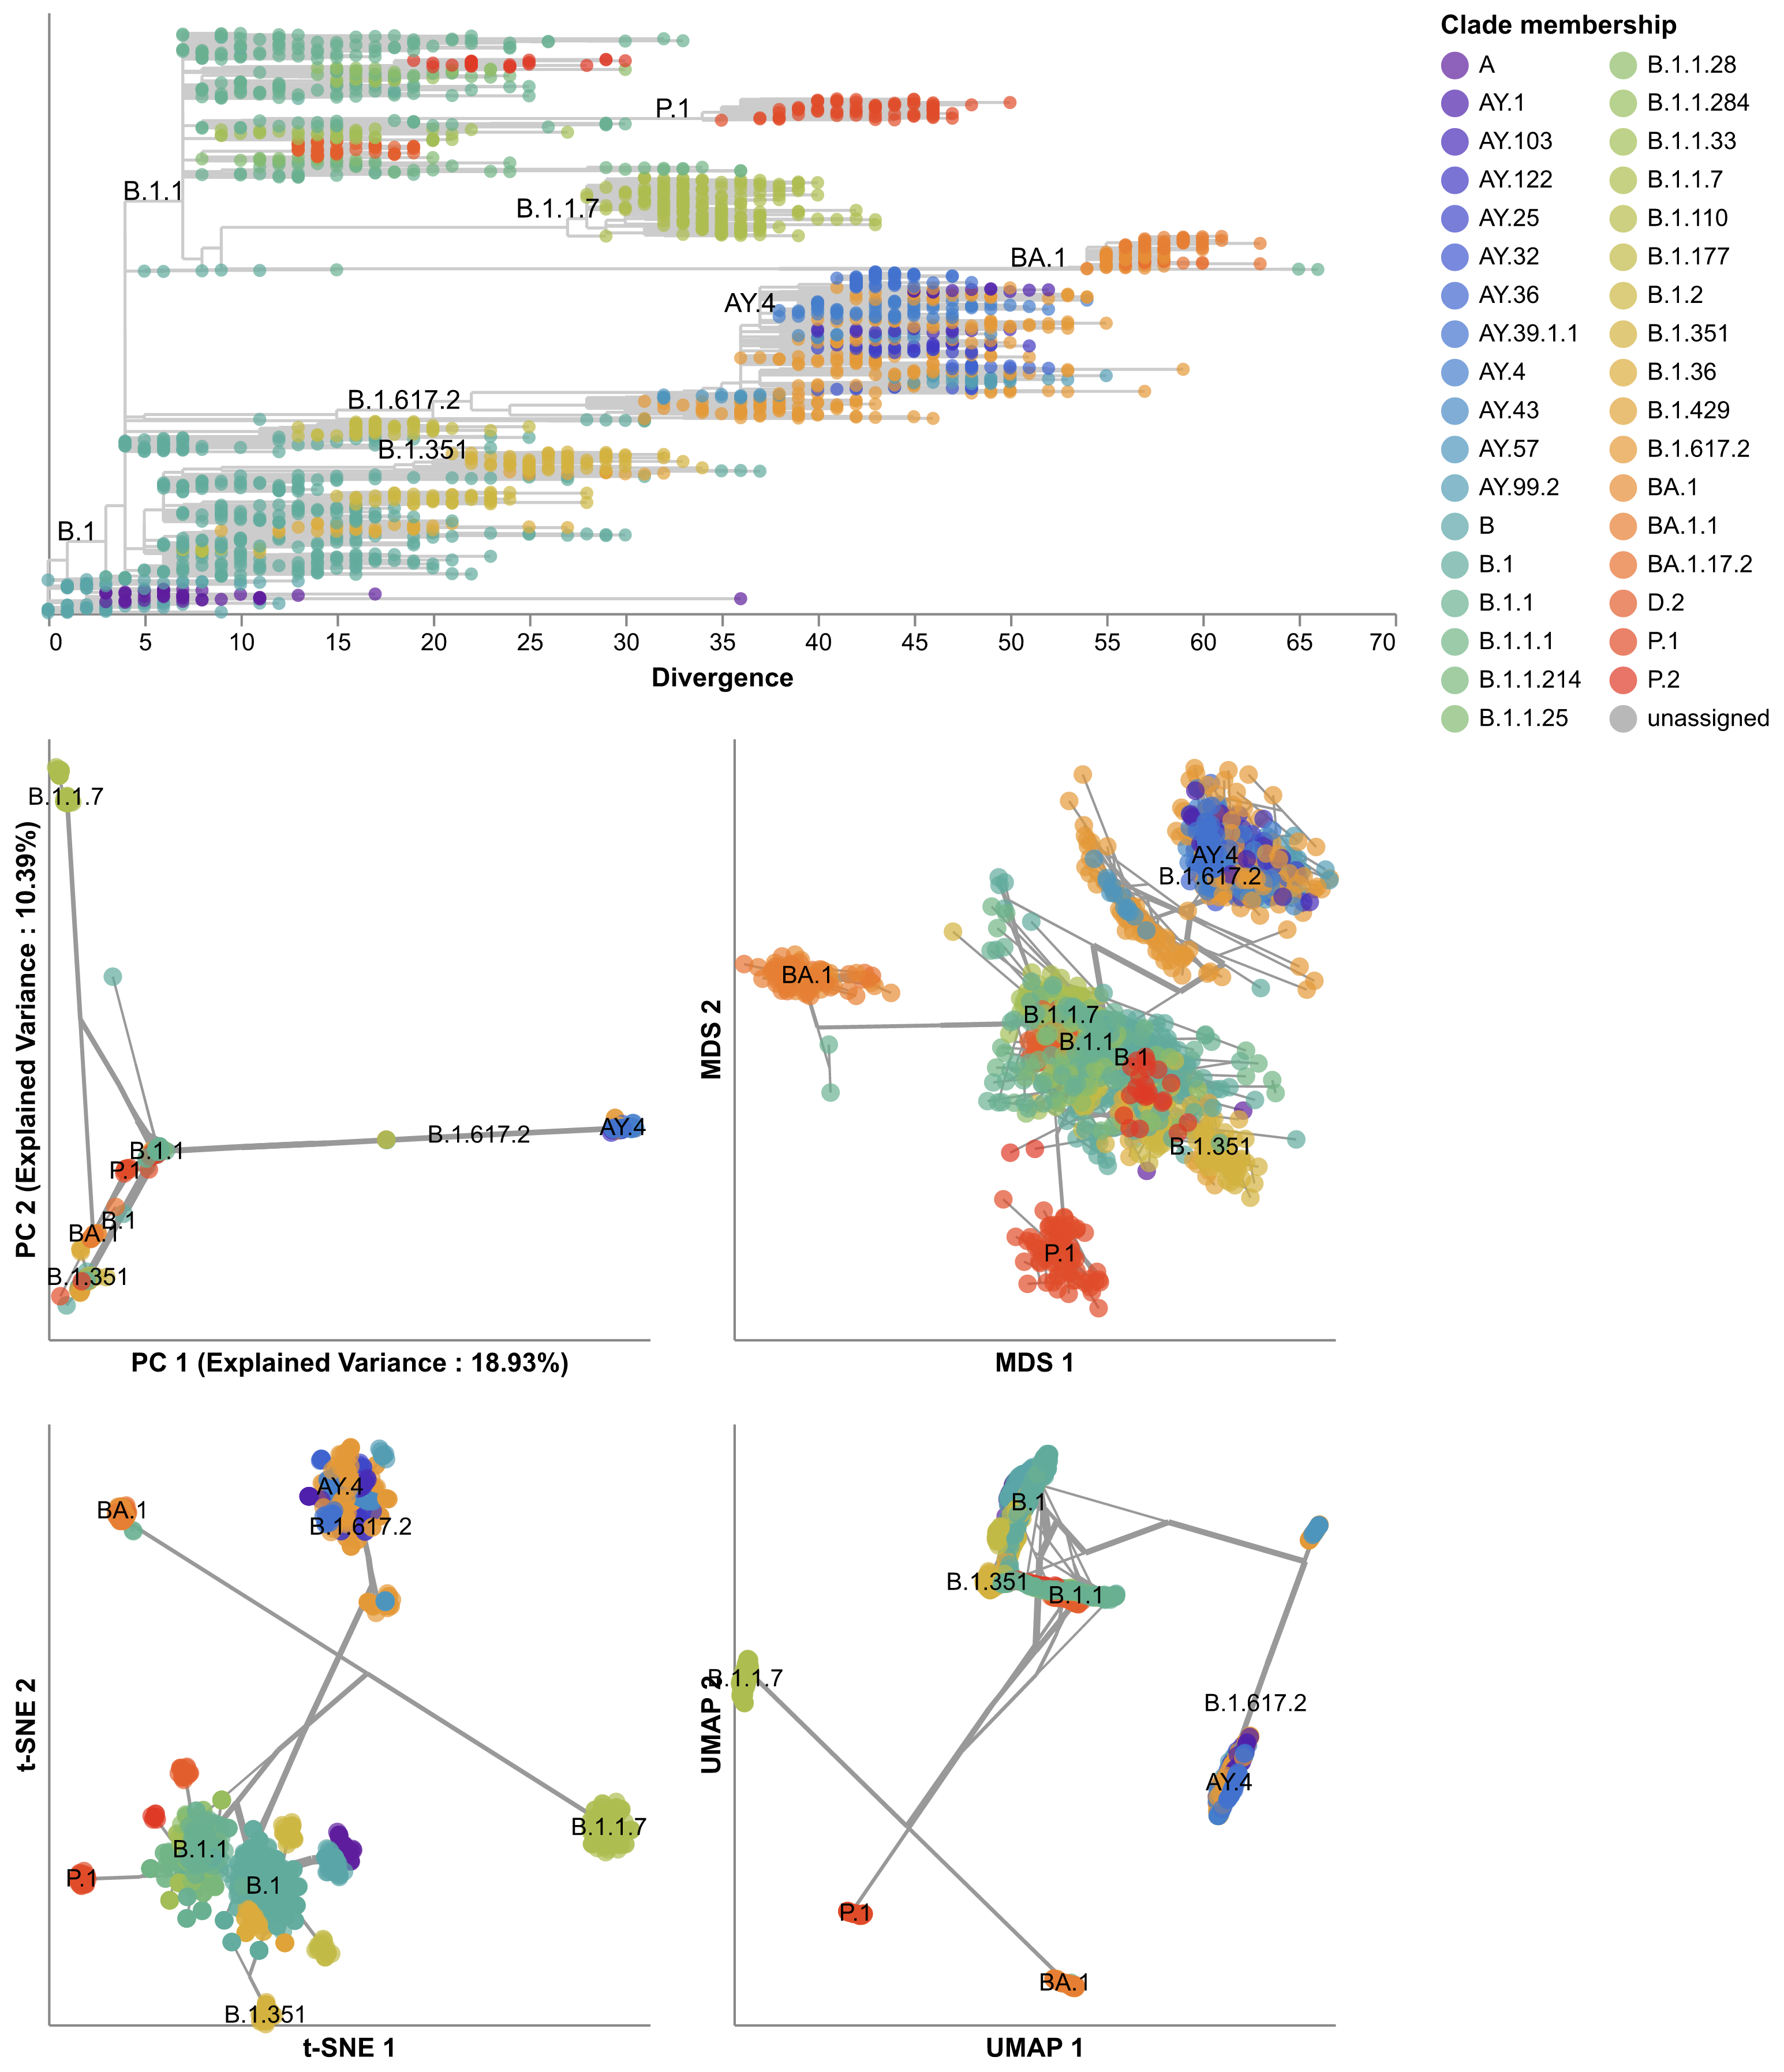 Clade membership
A
AY.1
AY.103
AY.122
AY.25
AY.32
AY.36
AY.39.1.1
AY.4
AY.43
AY.57
AY.99.2
B
B.1
B.1.1
B.1.1.1
B.1.1.214
B.1.1.25
B.1.1.28
B.1.1.284
B.1.1.33
B.1.1.7
B.1.110
B.1.177
B.1.2
B.1.351
B.1.36
B.1.429
B.1.617.2
BA.1
BA.1.1
BA.1.17.2
D.2
P.1
P.2
unassigned
P.1
B.1.1
B.1.1.7
BA.1
AY.4
B.1.617.2
B.1.351
B.1
0 5 10 15 20 25 30 35 40 45 50 55 60 65 70
Divergence
B.1.1.7
B.1.617.2
AY.4
B.1.1
P.1
B.1
BA.1
B.1.351
PC 2 (Explained Variance : 10.39%)
PC 1 (Explained Variance : 18.93%)
AY.4
B.1.617.2
BA.1
B.1.1.7
B.1.1
B.1
B.1.351
P.1
MDS 2
MDS 1
AY.4
BA.1
B.1.617.2
B.1.1.7
B.1.1
P.1
B.1
B.1.351
t-SNE 2
t-SNE 1
B.1
B.1.351
B.1.1
B.1.1.7
B.1.617.2
AY.4
P.1
BA.1
UMAP 2
UMAP 1